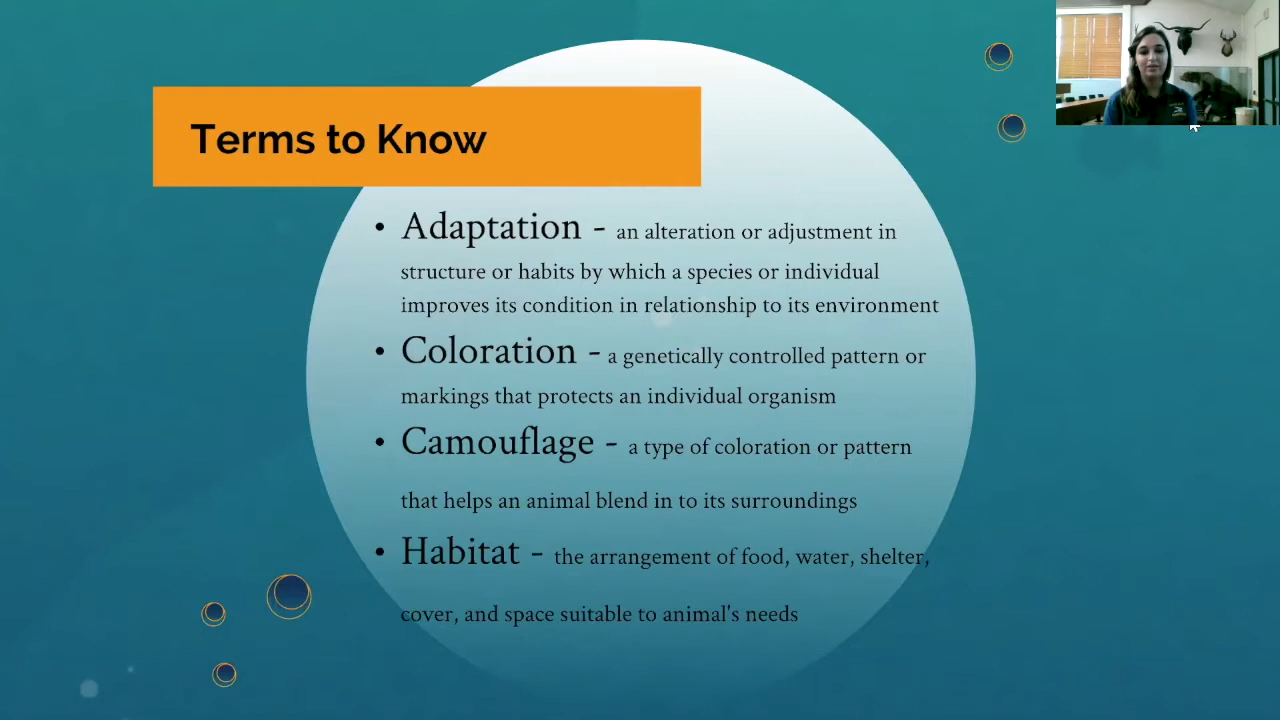 Terms to Know
• Adaptation - an alteration or adjustment in
structure or habits by which a species or individual
improves its condition in relationship to its environment
• Coloration - a genetically controlled pattern or
markings that protects an individual organism
• Camouflage - a type of coloration or pattern
that helps an animal blend in to its surroundings
• Habitat - the arrangement of food, water, shelter,
cover, and space suitable to animal's needs